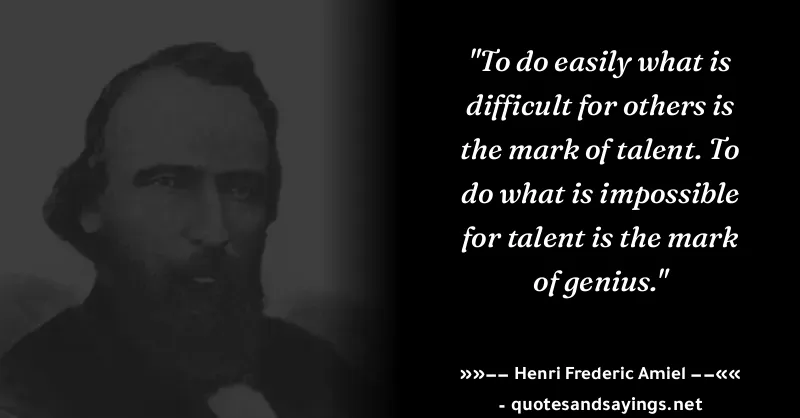 "To do easily what is
difficult for others is
the mark of talent. To
do what is impossible
for talent is the mark
of genius."
»»–– Henri Frederic Amiel ––««
- quotesandsayings.net